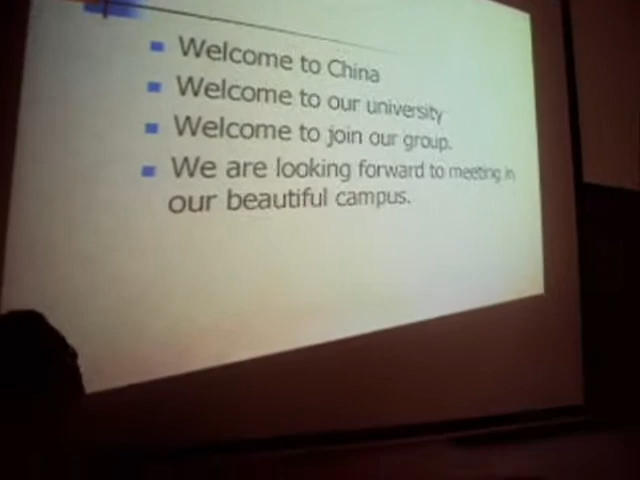 Welcome to China
Welcome to our university
Welcome to join our group.
We are looking forward to meeting in
our beautiful campus.